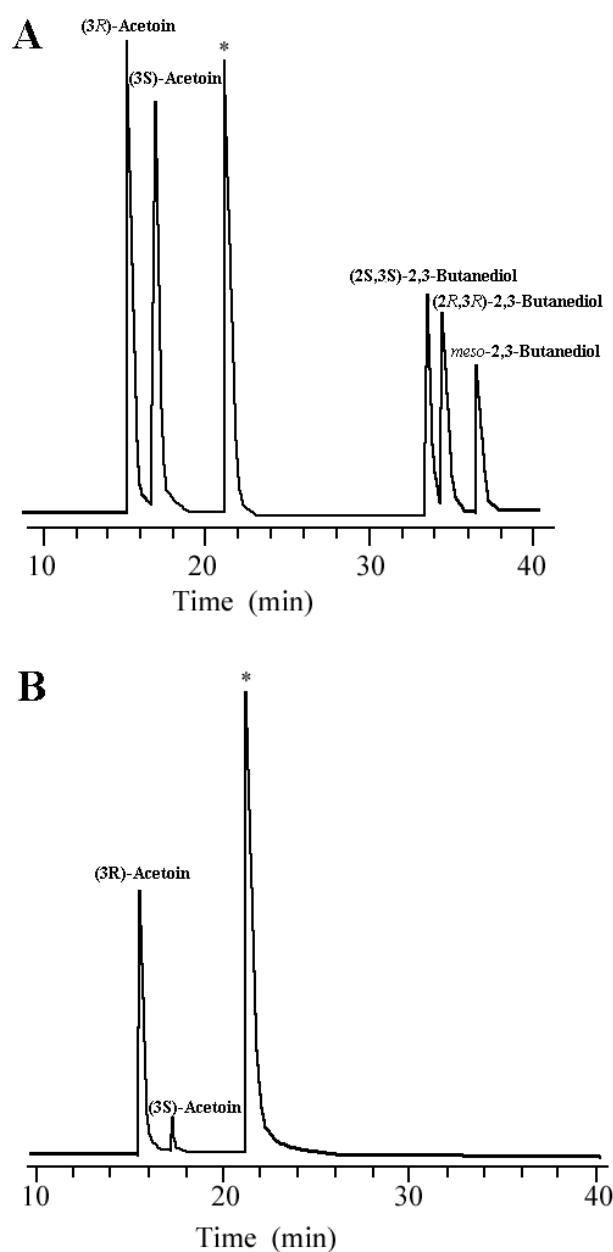 A
(3R)-Acetoin
*
(3S)-Acetoin
(2S,3S)-2,3-Butanediol
(2R,3R)-2,3-Butanediol
meso-2,3-Butanediol
10 20 30 40
Time (min)
B
*
(3R)-Acetoin
(3S)-Acetoin
10 20 30 40
Time (min)